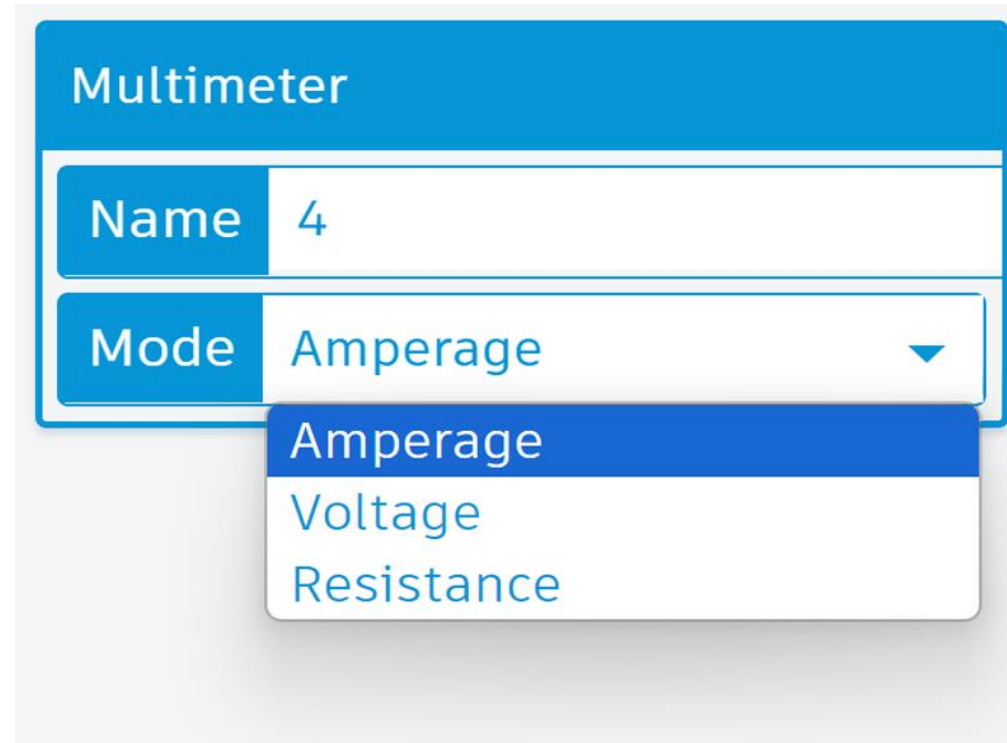 Multimeter
Name 4
Mode Amperage
Amperage
Voltage
Resistance